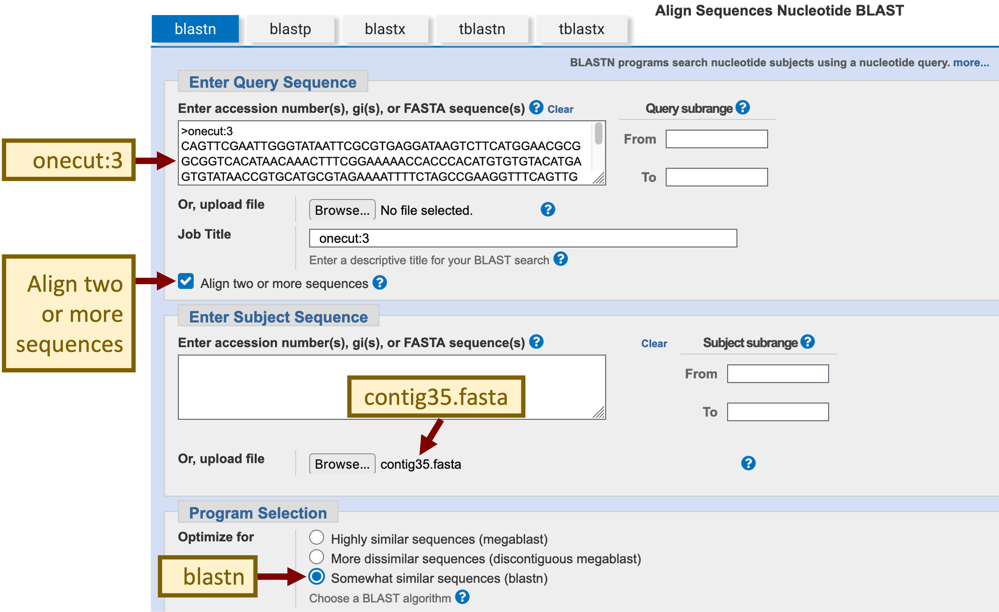 Align Sequences Nucleotide BLAST
blastn
blastp
blastx
tblastn
tblastx
BLASTN programs search nucleotide subjects using a nucleotide query. more...
Enter Query Sequence
Enter accession number(s), gi(s), or FASTA sequence(s) ? Clear
Query subrange ?
>onecut:3
CAGTTCGAATTGGGTATAATTCGCGTGAGGATAAGTCTTCATGGAACGCG
GCGGTCACATAACAAACTTTCGGAAAAACCACCCACATGTGTGTACATGA
GTGTATAACCGTGCATGCGTAGAAAATTTTCTAGCCGAAGGTTTCAGTTG
From
To
onecut:3
Or, upload file
Browse... No file selected. ?
Job Title
onecut:3
Enter a descriptive title for your BLAST search ?
Align two or more sequences ?
Align two
or more
sequences
Enter Subject Sequence
Enter accession number(s), gi(s), or FASTA sequence(s) ?
Clear
Subject subrange ?
From
To
contig35.fasta
Or, upload file
Browse... contig35.fasta ?
Program Selection
Optimize for
Highly similar sequences (megablast)
More dissimilar sequences (discontiguous megablast)
Somewhat similar sequences (blastn)
blastn
Choose a BLAST algorithm ?